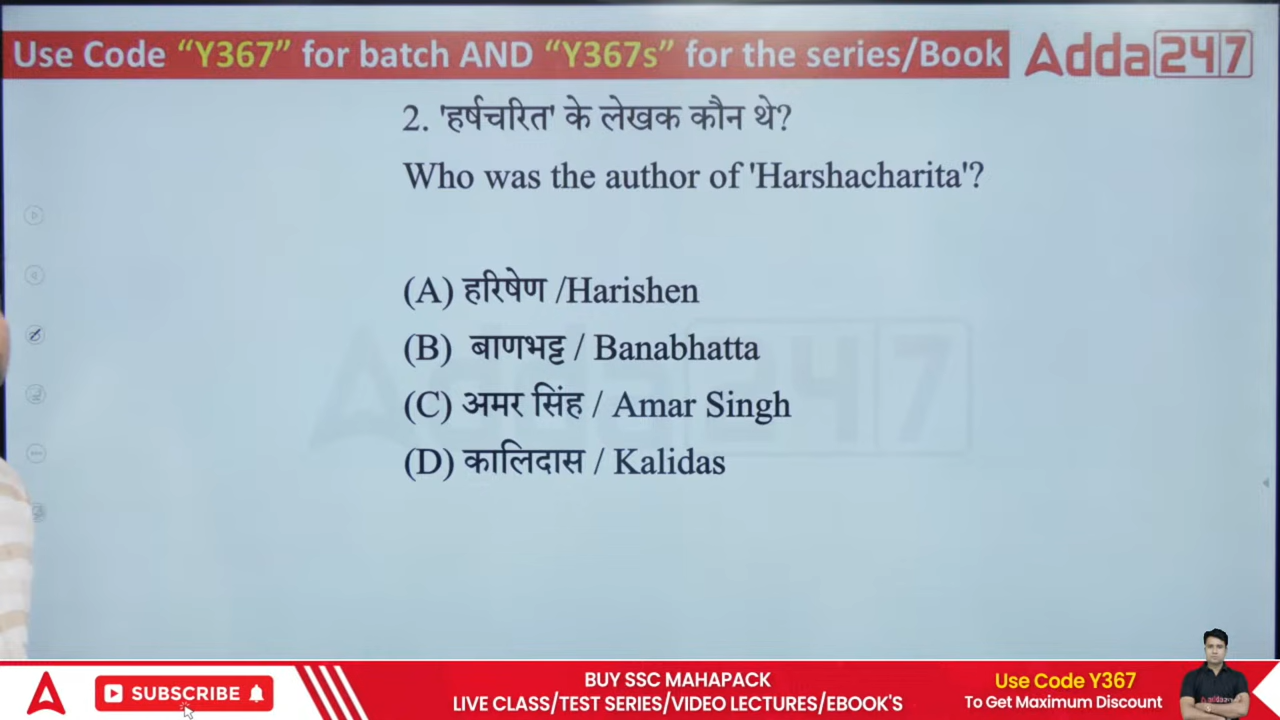 Use Code “Y367” for batch AND “Y367s” for the series/Book
Adda247
2. 'हर्षचरित' के लेखक कौन थे?
Who was the author of 'Harshacharita'?
(A) हरिषेण /Harishen
(B) बाणभट्ट / Banabhatta
(C) अमर सिंह / Amar Singh
(D) कालिदास / Kalidas
Adda247
SUBSCRIBE
BUY SSC MAHAPACK
LIVE CLASS/TEST SERIES/VIDEO LECTURES/EBOOK'S
Use Code Y367
To Get Maximum Discount